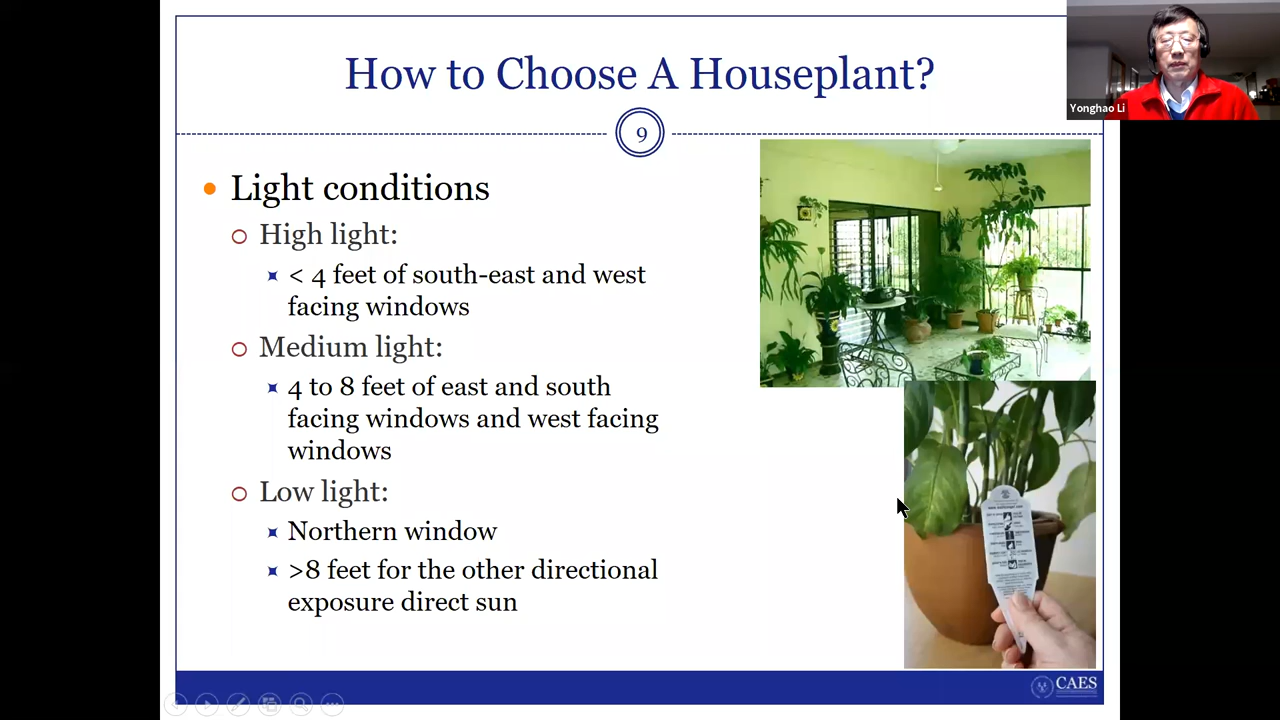 How to Choose A Houseplant?
Yonghao Li
9
Light conditions
High light:
< 4 feet of south-east and west
facing windows
Medium light:
4 to 8 feet of east and south
facing windows and west facing
windows
Low light:
Northern window
>8 feet for the other directional
exposure direct sun
CAES